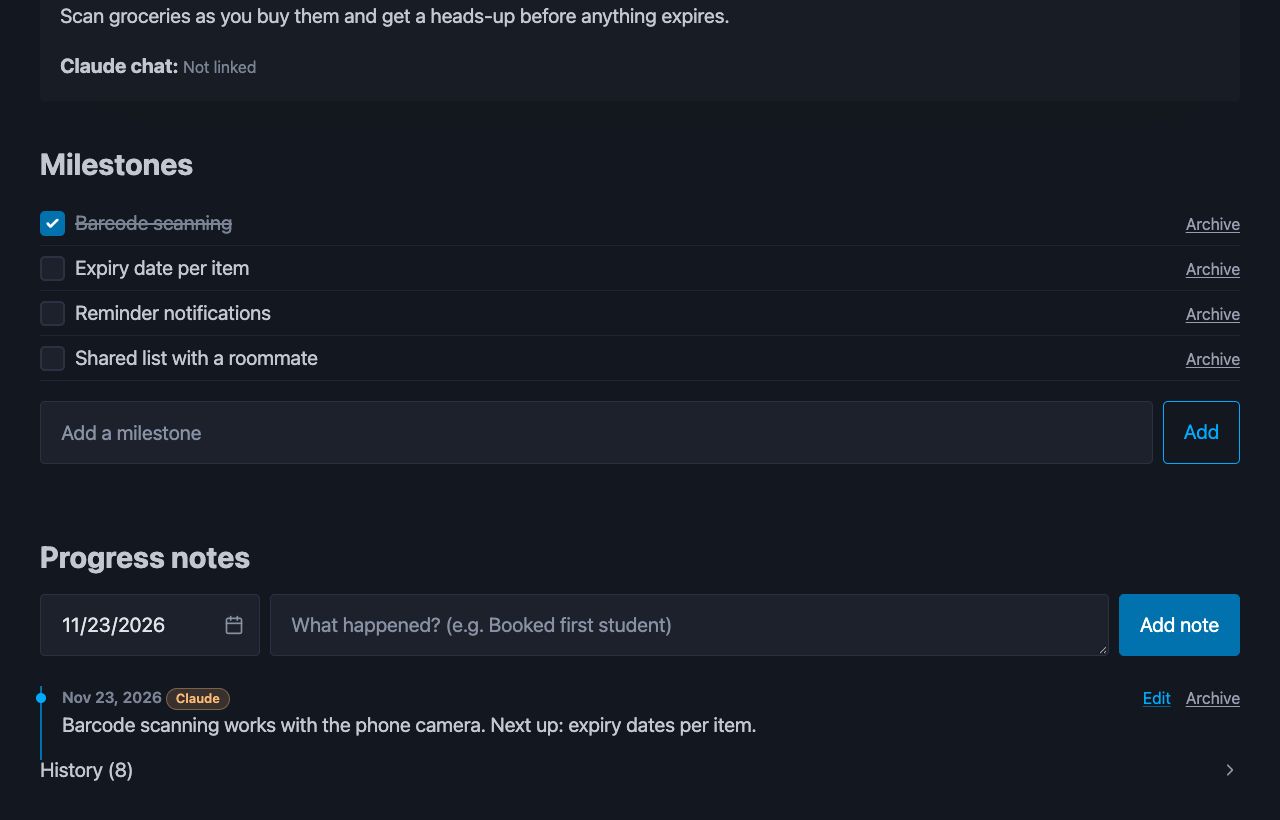 Scan groceries as you buy them and get a heads-up before anything expires.
Claude chat: Not linked
Milestones
Barcode scanning Archive
Expiry date per item Archive
Reminder notifications Archive
Shared list with a roommate Archive
Add a milestone Add
Progress notes
11/23/2026 What happened? (e.g. Booked first student) Add note
Nov 23, 2026 Claude Edit Archive
Barcode scanning works with the phone camera. Next up: expiry dates per item.
History (8)